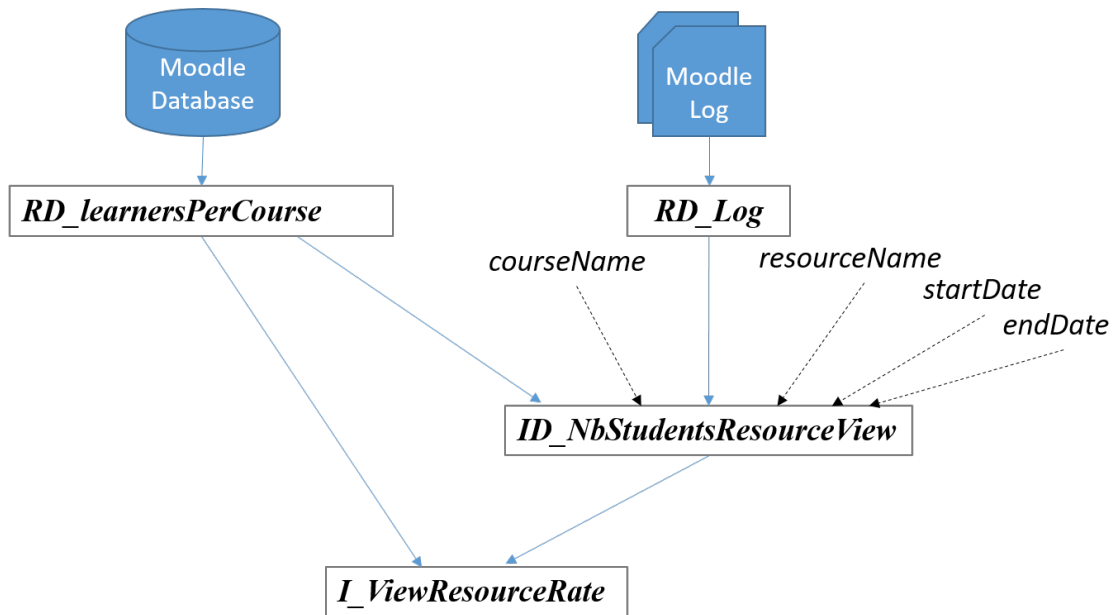 Moodle
Database
Moodle
Log
RD_learnersPerCourse
RD_Log
courseName
resourceName
startDate
endDate
ID_NbStudentsResourceView
I_ViewResourceRate